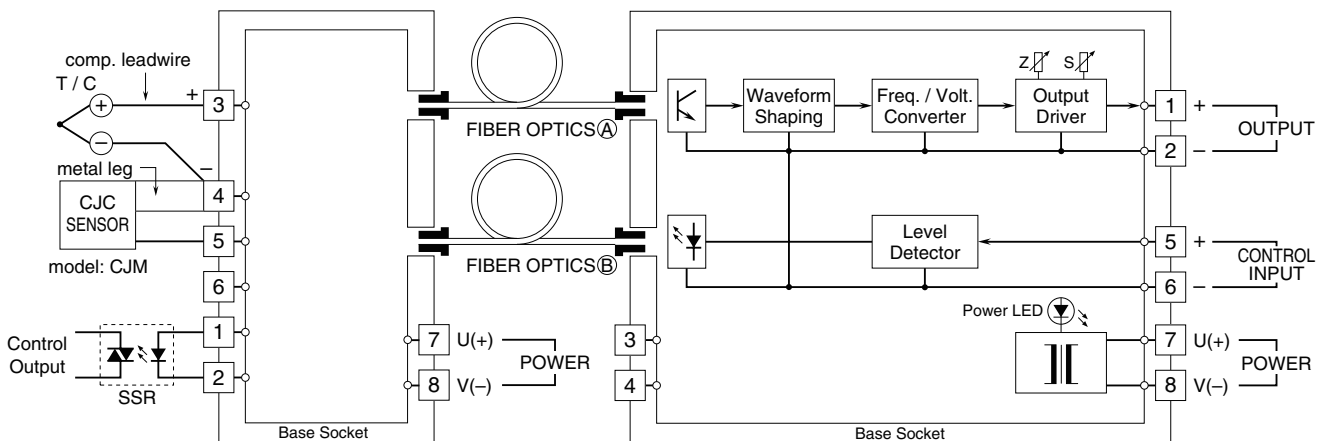 comp. leadwire
T / C
+
–
+
3
–
metal leg
4
CJC
SENSOR
5
model: CJM
6
1
Control
Output
2
SSR
7
U(+)
8
V(–)
POWER
Base Socket
FIBER OPTICS Ⓐ
FIBER OPTICS Ⓑ
Z
S
Waveform
Shaping
Freq. / Volt.
Converter
Output
Driver
1
+
2
–
OUTPUT
Level
Detector
5
+
6
–
CONTROL
INPUT
Power LED
3
4
7
U(+)
8
V(–)
POWER
Base Socket